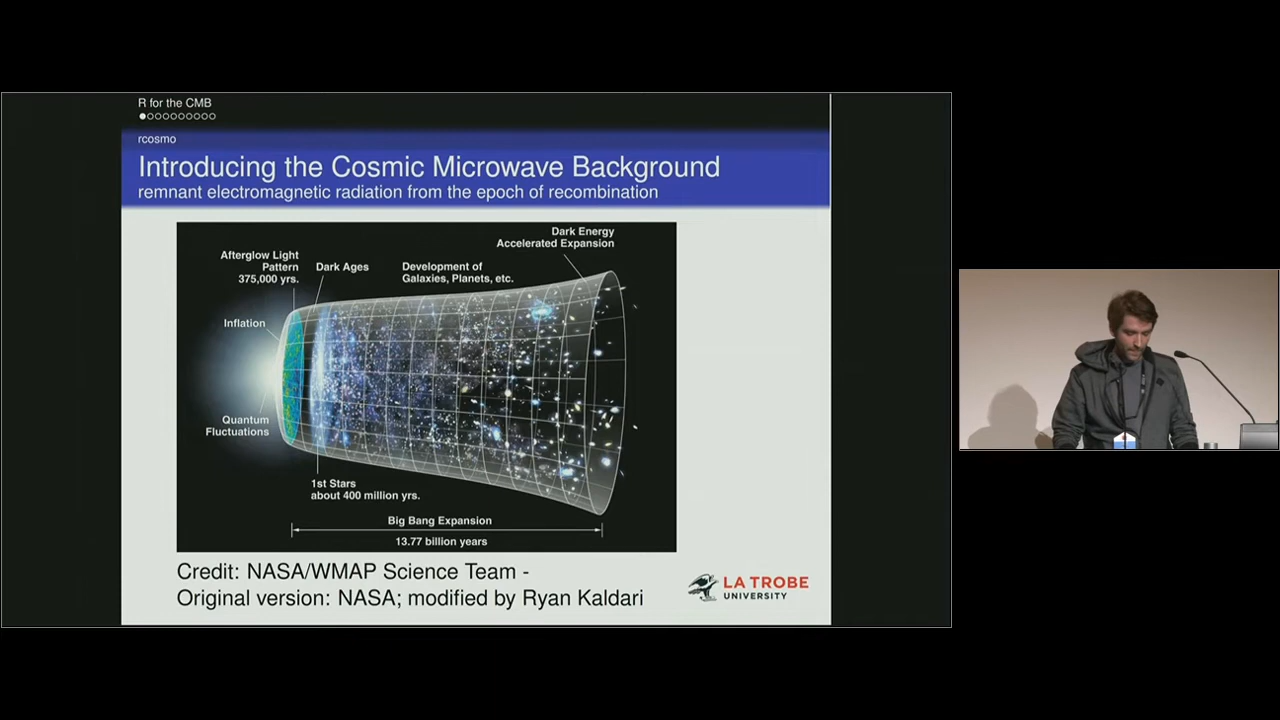 R for the CMB
rcosmo
Introducing the Cosmic Microwave Background
remnant electromagnetic radiation from the epoch of recombination
Dark Energy
Accelerated Expansion
Afterglow Light
Pattern
375,000 yrs.
Dark Ages
Development of
Galaxies, Planets, etc.
Inflation
Quantum
Fluctuations
1st Stars
about 400 million yrs.
Big Bang Expansion
13.77 billion years
Credit: NASA/WMAP Science Team -
Original version: NASA; modified by Ryan Kaldari
LA TROBE
UNIVERSITY